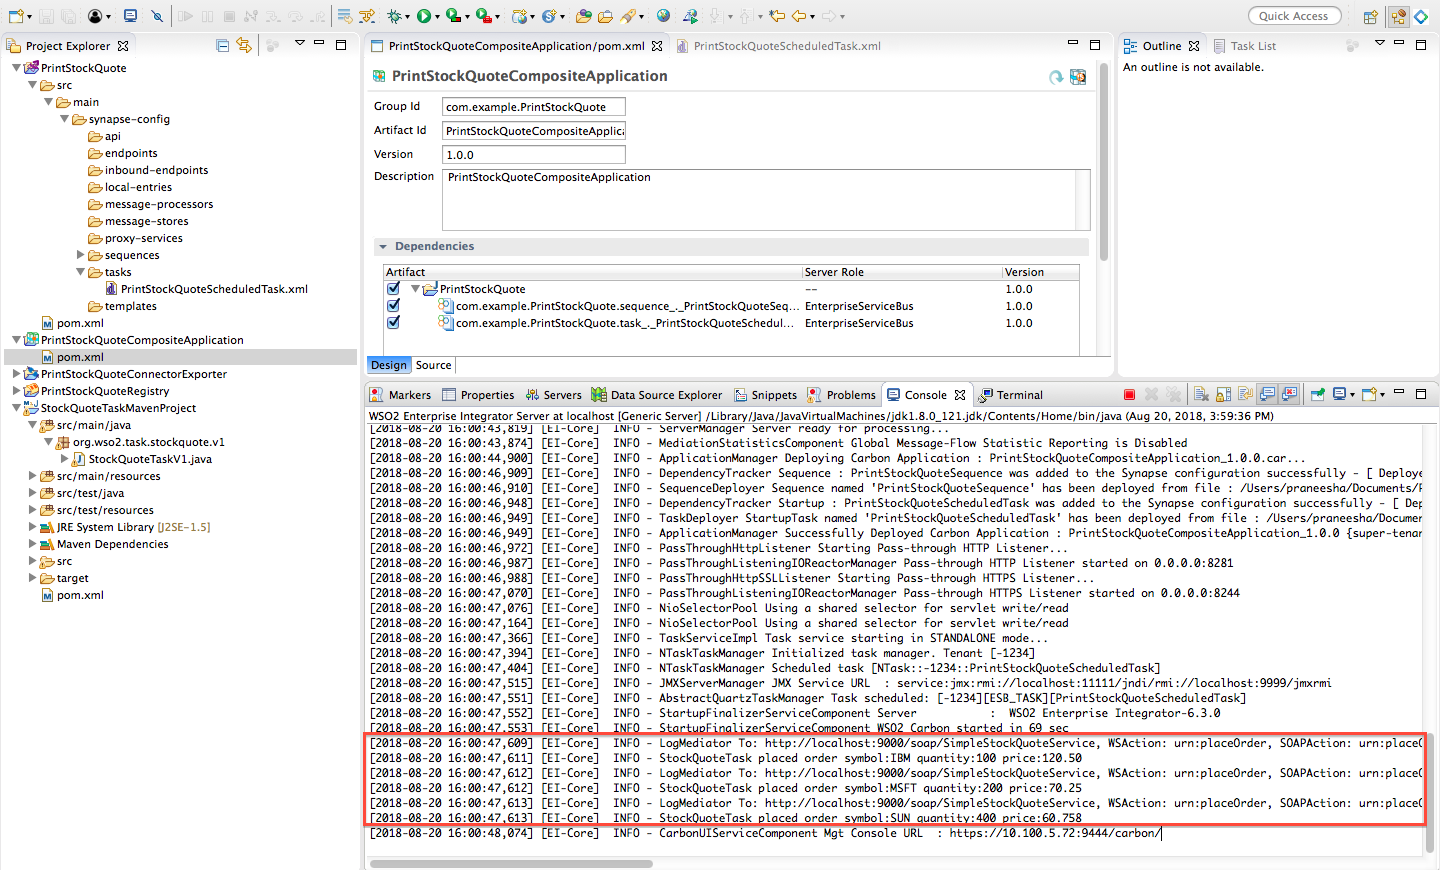 Quick Access
Project Explorer
PrintStockQuote
src
main
synapse-config
api
endpoints
inbound-endpoints
local-entries
message-processors
message-stores
proxy-services
sequences
tasks
PrintStockQuoteScheduledTask.xml
templates
pom.xml
PrintStockQuoteCompositeApplication
pom.xml
PrintStockQuoteConnectorExporter
PrintStockQuoteRegistry
StockQuoteTaskMavenProject
src/main/java
org.wso2.task.stockquote.v1
StockQuoteTaskV1.java
src/main/resources
src/test/java
src/test/resources
JRE System Library [J2SE-1.5]
Maven Dependencies
src
target
pom.xml
PrintStockQuoteCompositeApplication/pom.xml
PrintStockQuoteScheduledTask.xml
PrintStockQuoteCompositeApplication
Group Id com.example.PrintStockQuote
Artifact Id PrintStockQuoteCompositeApplica
Version 1.0.0
Description PrintStockQuoteCompositeApplication
Dependencies
Artifact Server Role Version
PrintStockQuote -- 1.0.0
com.example.PrintStockQuote.sequence_._PrintStockQuoteSeq... EnterpriseServiceBus 1.0.0
com.example.PrintStockQuote.task_._PrintStockQuoteSchedul... EnterpriseServiceBus 1.0.0
Design Source
Outline Task List
An outline is not available.
Markers Properties Servers Data Source Explorer Snippets Problems Console Terminal
WSO2 Enterprise Integrator Server at localhost [Generic Server] /Library/Java/JavaVirtualMachines/jdk1.8.0_121.jdk/Contents/Home/bin/java (Aug 20, 2018, 3:59:36 PM)
[2018-08-20 16:00:43,819] [EI-Core] INFO - ServerManager Server ready for processing...
[2018-08-20 16:00:43,874] [EI-Core] INFO - MediationStatisticsComponent Global Message-Flow Statistic Reporting is Disabled
[2018-08-20 16:00:44,900] [EI-Core] INFO - ApplicationManager Deploying Carbon Application : PrintStockQuoteCompositeApplication_1.0.0.car...
[2018-08-20 16:00:46,909] [EI-Core] INFO - DependencyTracker Sequence : PrintStockQuoteSequence was added to the Synapse configuration successfully - [ Deploye
[2018-08-20 16:00:46,910] [EI-Core] INFO - SequenceDeployer Sequence named 'PrintStockQuoteSequence' has been deployed from file : /Users/praneesha/Documents/P
[2018-08-20 16:00:46,948] [EI-Core] INFO - DependencyTracker Startup : PrintStockQuoteScheduledTask was added to the Synapse configuration successfully - [ Dep
[2018-08-20 16:00:46,949] [EI-Core] INFO - TaskDeployer StartupTask named 'PrintStockQuoteScheduledTask' has been deployed from file : /Users/praneesha/Documen
[2018-08-20 16:00:46,949] [EI-Core] INFO - ApplicationManager Successfully Deployed Carbon Application : PrintStockQuoteCompositeApplication_1.0.0 {super-tenan
[2018-08-20 16:00:46,972] [EI-Core] INFO - PassThroughHttpListener Starting Pass-through HTTP Listener...
[2018-08-20 16:00:46,987] [EI-Core] INFO - PassThroughListeningIOReactorManager Pass-through HTTP Listener started on 0.0.0.0:8281
[2018-08-20 16:00:46,988] [EI-Core] INFO - PassThroughHttpSSLListener Starting Pass-through HTTPS Listener...
[2018-08-20 16:00:47,070] [EI-Core] INFO - PassThroughListeningIOReactorManager Pass-through HTTPS Listener started on 0.0.0.0:8244
[2018-08-20 16:00:47,076] [EI-Core] INFO - NioSelectorPool Using a shared selector for servlet write/read
[2018-08-20 16:00:47,164] [EI-Core] INFO - NioSelectorPool Using a shared selector for servlet write/read
[2018-08-20 16:00:47,366] [EI-Core] INFO - TaskServiceImpl Task service starting in STANDALONE mode...
[2018-08-20 16:00:47,394] [EI-Core] INFO - NTaskTaskManager Initialized task manager. Tenant [-1234]
[2018-08-20 16:00:47,404] [EI-Core] INFO - NTaskTaskManager Scheduled task [NTask::-1234::PrintStockQuoteScheduledTask]
[2018-08-20 16:00:47,515] [EI-Core] INFO - JMXServerManager JMX Service URL : service:jmx:rmi://localhost:11111/jndi/rmi://localhost:9999/jmxrmi
[2018-08-20 16:00:47,551] [EI-Core] INFO - AbstractQuartzTaskManager Task scheduled: [-1234][ESB_TASK][PrintStockQuoteScheduledTask]
[2018-08-20 16:00:47,552] [EI-Core] INFO - StartupFinalizerServiceComponent Server : WSO2 Enterprise Integrator-6.3.0
[2018-08-20 16:00:47,553] [EI-Core] INFO - StartupFinalizerServiceComponent WSO2 Carbon started in 69 sec
[2018-08-20 16:00:47,609] [EI-Core] INFO - LogMediator To: http://localhost:9000/soap/SimpleStockQuoteService, WSAction: urn:placeOrder, SOAPAction: urn:placeO
[2018-08-20 16:00:47,611] [EI-Core] INFO - StockQuoteTask placed order symbol:IBM quantity:100 price:120.50
[2018-08-20 16:00:47,612] [EI-Core] INFO - LogMediator To: http://localhost:9000/soap/SimpleStockQuoteService, WSAction: urn:placeOrder, SOAPAction: urn:placeO
[2018-08-20 16:00:47,612] [EI-Core] INFO - StockQuoteTask placed order symbol:MSFT quantity:200 price:70.25
[2018-08-20 16:00:47,613] [EI-Core] INFO - LogMediator To: http://localhost:9000/soap/SimpleStockQuoteService, WSAction: urn:placeOrder, SOAPAction: urn:placeO
[2018-08-20 16:00:47,613] [EI-Core] INFO - StockQuoteTask placed order symbol:SUN quantity:400 price:60.758
[2018-08-20 16:00:48,074] [EI-Core] INFO - CarbonUIServiceComponent Mgt Console URL : https://10.100.5.72:9444/carbon/